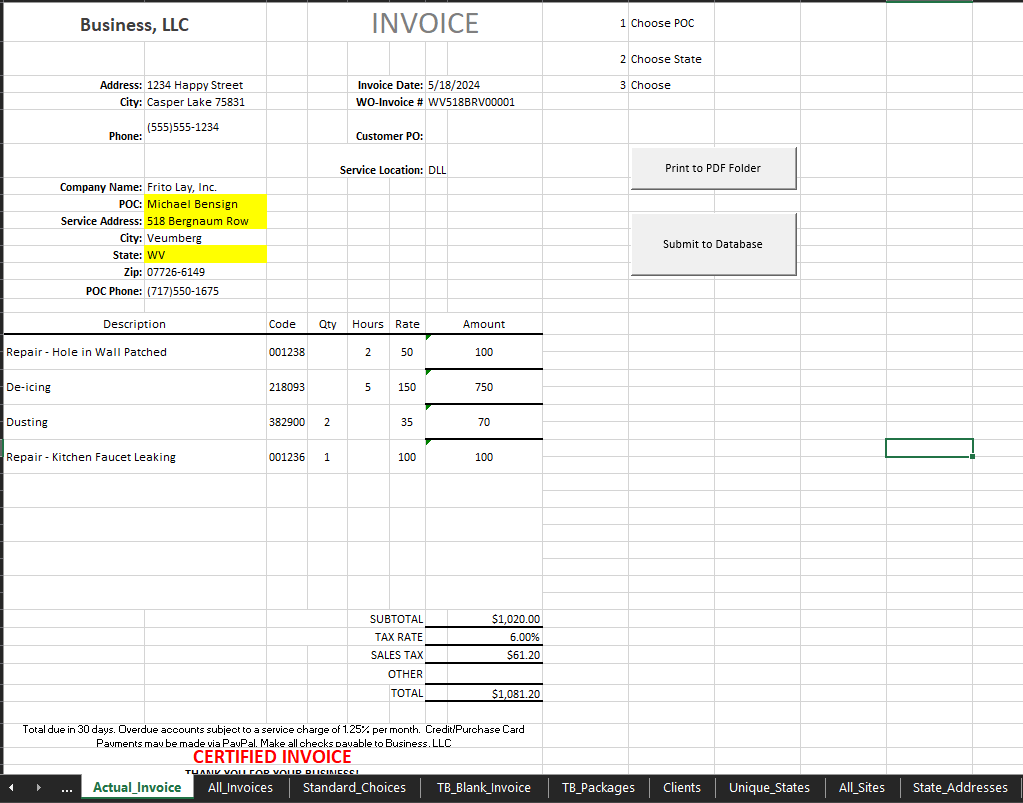 Business, LLC INVOICE 1 Choose POC
2 Choose State
Address: 1234 Happy Street Invoice Date: 5/18/2024 3 Choose
City: Casper Lake 75831 WO-Invoice # WV518BRV00001
Phone: (555)555-1234 Customer PO:
Service Location: DLL Print to PDF Folder
Company Name: Frito Lay, Inc.
POC: Michael Bensign
Service Address: 518 Bergnaum Row
City: Veumberg Submit to Database
State: WV
Zip: 07726-6149
POC Phone: (717)550-1675
Description Code Qty Hours Rate Amount
Repair - Hole in Wall Patched 001238 2 50 100
De-icing 218093 5 150 750
Dusting 382900 2 35 70
Repair - Kitchen Faucet Leaking 001236 1 100 100
SUBTOTAL $1,020.00
TAX RATE 6.00%
SALES TAX $61.20
OTHER
TOTAL $1,081.20
Total due in 30 days. Overdue accounts subject to a service charge of 1.25% per month. Credit/Purchase Card
Payments may be made via PayPal. Make all checks payable to Business, LLC
CERTIFIED INVOICE
THANK YOU FOR YOUR BUSINESS!
... Actual_Invoice All_Invoices Standard_Choices TB_Blank_Invoice TB_Packages Clients Unique_States All_Sites State_Addresses